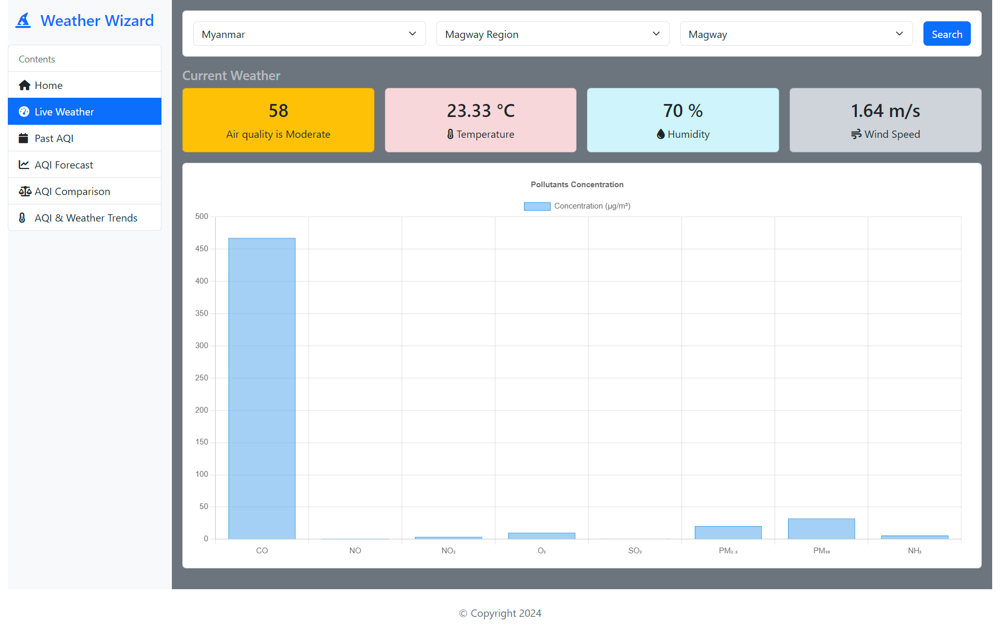 Weather Wizard
Contents
Home
Live Weather
Past AQI
AQI Forecast
AQI Comparison
AQI & Weather Trends
Myanmar
Magway Region
Magway
Search
Current Weather
58
Air quality is Moderate
23.33 °C
Temperature
70 %
Humidity
1.64 m/s
Wind Speed
Pollutants Concentration
Concentration (µg/m³)
500
450
400
350
300
250
200
150
100
50
0
CO NO NO₂ O₃ SO₂ PM₂.₅ PM₁₀ NH₃
© Copyright 2024